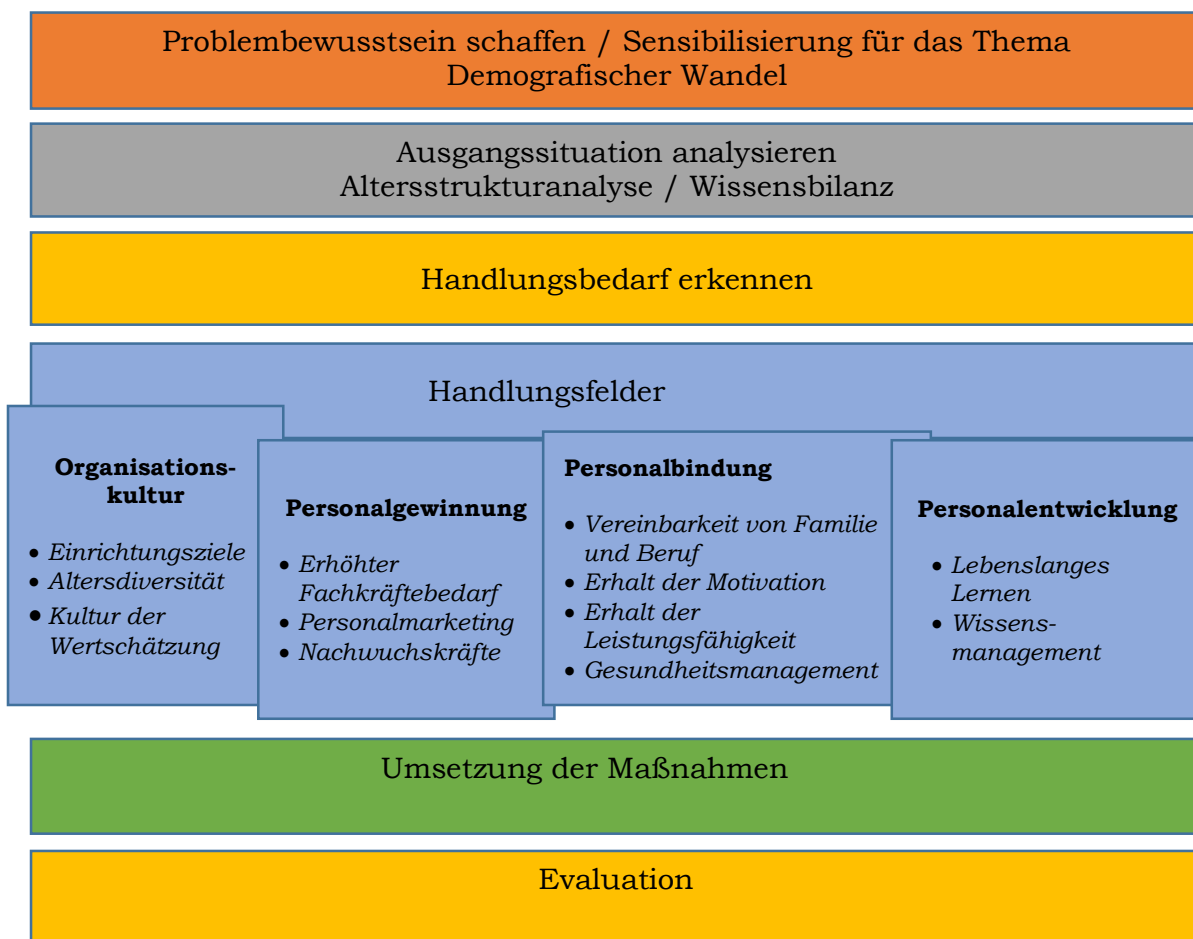 Problembewusstsein schaffen / Sensibilisierung für das Thema
Demografischer Wandel
Ausgangssituation analysieren
Altersstrukturanalyse / Wissensbilanz
Handlungsbedarf erkennen
Handlungsfelder
Organisations-
kultur
• Einrichtungsziele
• Altersdiversität
• Kultur der
Wertschätzung
Personalgewinnung
• Erhöhter
Fachkräftebedarf
• Personalmarketing
• Nachwuchskräfte
Personalbindung
• Vereinbarkeit von Familie
und Beruf
• Erhalt der Motivation
• Erhalt der
Leistungsfähigkeit
• Gesundheitsmanagement
Personalentwicklung
• Lebenslanges
Lernen
• Wissens-
management
Umsetzung der Maßnahmen
Evaluation